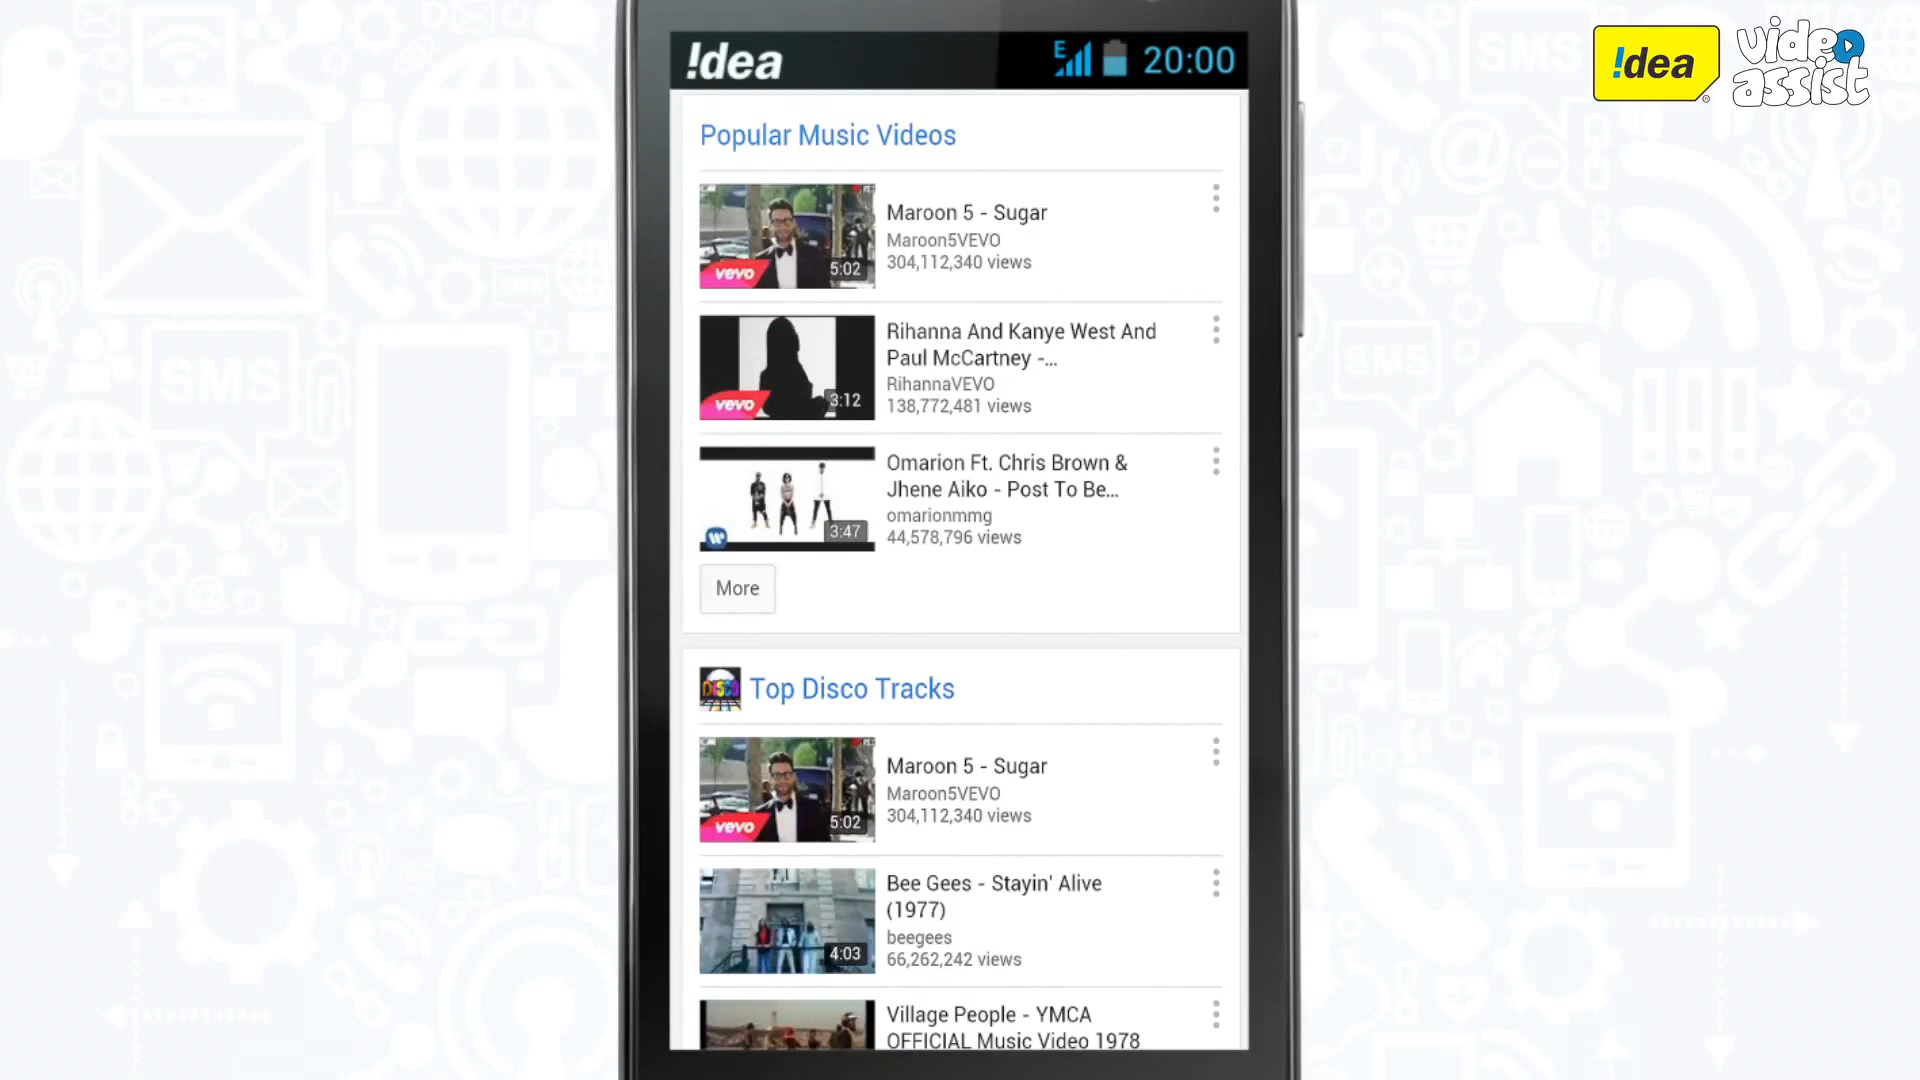 !dea
E
20:00
!dea
video
assist
SMS
SMS
SMS
Popular Music Videos
Maroon 5 - Sugar
Maroon5VEVO
304,112,340 views
vevo
5:02
Rihanna And Kanye West And
Paul McCartney -...
RihannaVEVO
138,772,481 views
vevo
3:12
Omarion Ft. Chris Brown &
Jhene Aiko - Post To Be...
omarionmmg
44,578,796 views
3:47
More
DISCO
Top Disco Tracks
Maroon 5 - Sugar
Maroon5VEVO
304,112,340 views
vevo
5:02
Bee Gees - Stayin' Alive
(1977)
beegees
66,262,242 views
4:03
Village People - YMCA
OFFICIAL Music Video 1978